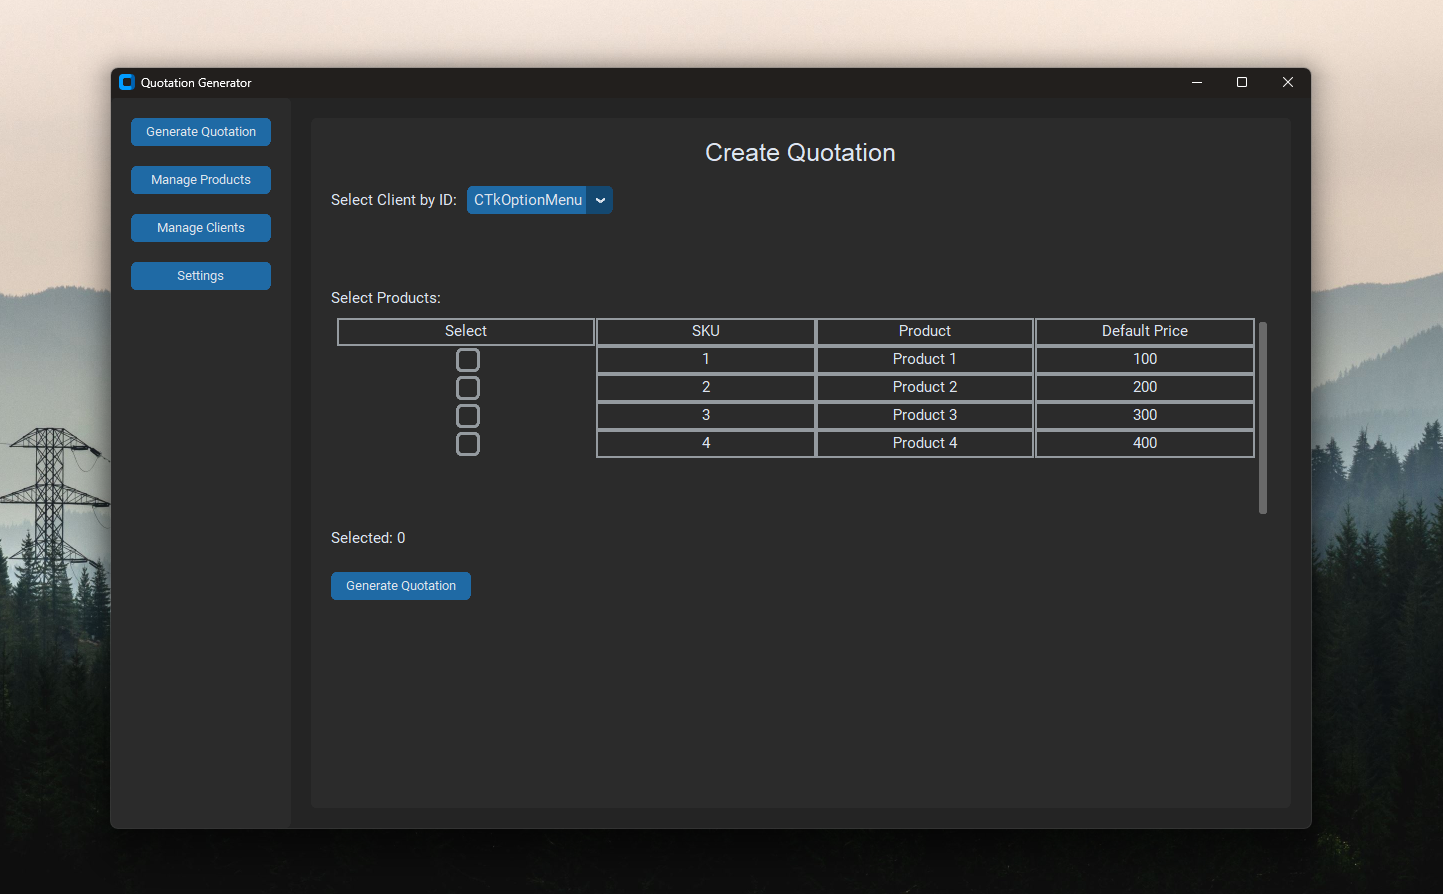 Quotation Generator
Generate Quotation
Manage Products
Manage Clients
Settings
Create Quotation
Select Client by ID: CTkOptionMenu
Select Products:
Select SKU Product Default Price
1 Product 1 100
2 Product 2 200
3 Product 3 300
4 Product 4 400
Selected: 0
Generate Quotation